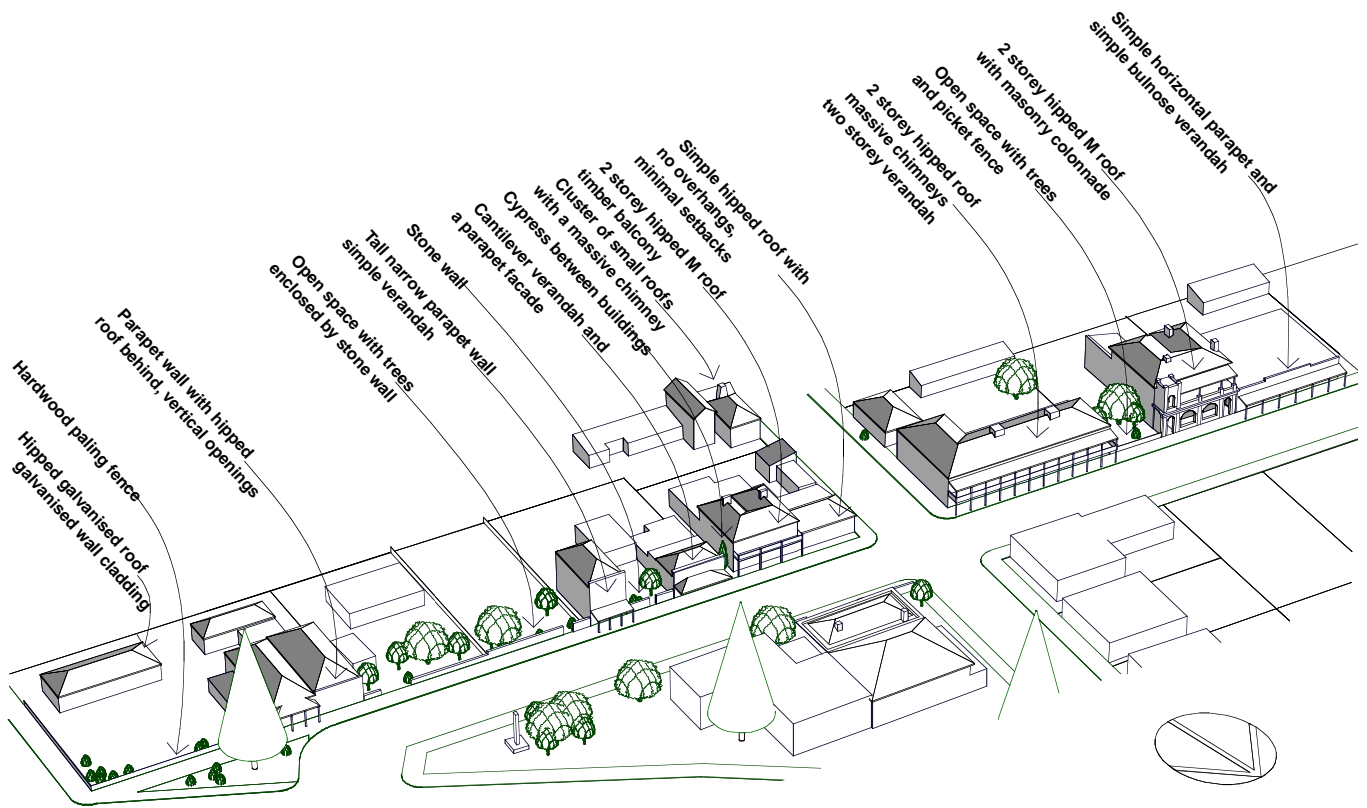 Hipped galvanised roof
galvanised wall cladding
Hardwood paling fence
Parapet wall with hipped
roof behind, vertical openings
Open space with trees
enclosed by stone wall
Tall narrow parapet wall
simple verandah
Stone wall
Cantilever verandah and
a parapet facade
Cypress between buildings
Cluster of small roofs
with a massive chimney
2 storey hipped M roof
timber balcony
Simple hipped roof with
no overhangs,
minimal setbacks
2 storey hipped roof
massive chimneys
two storey verandah
Open space with trees
and picket fence
2 storey hipped M roof
with masonry colonnade
Simple horizontal parapet and
simple bulnose verandah